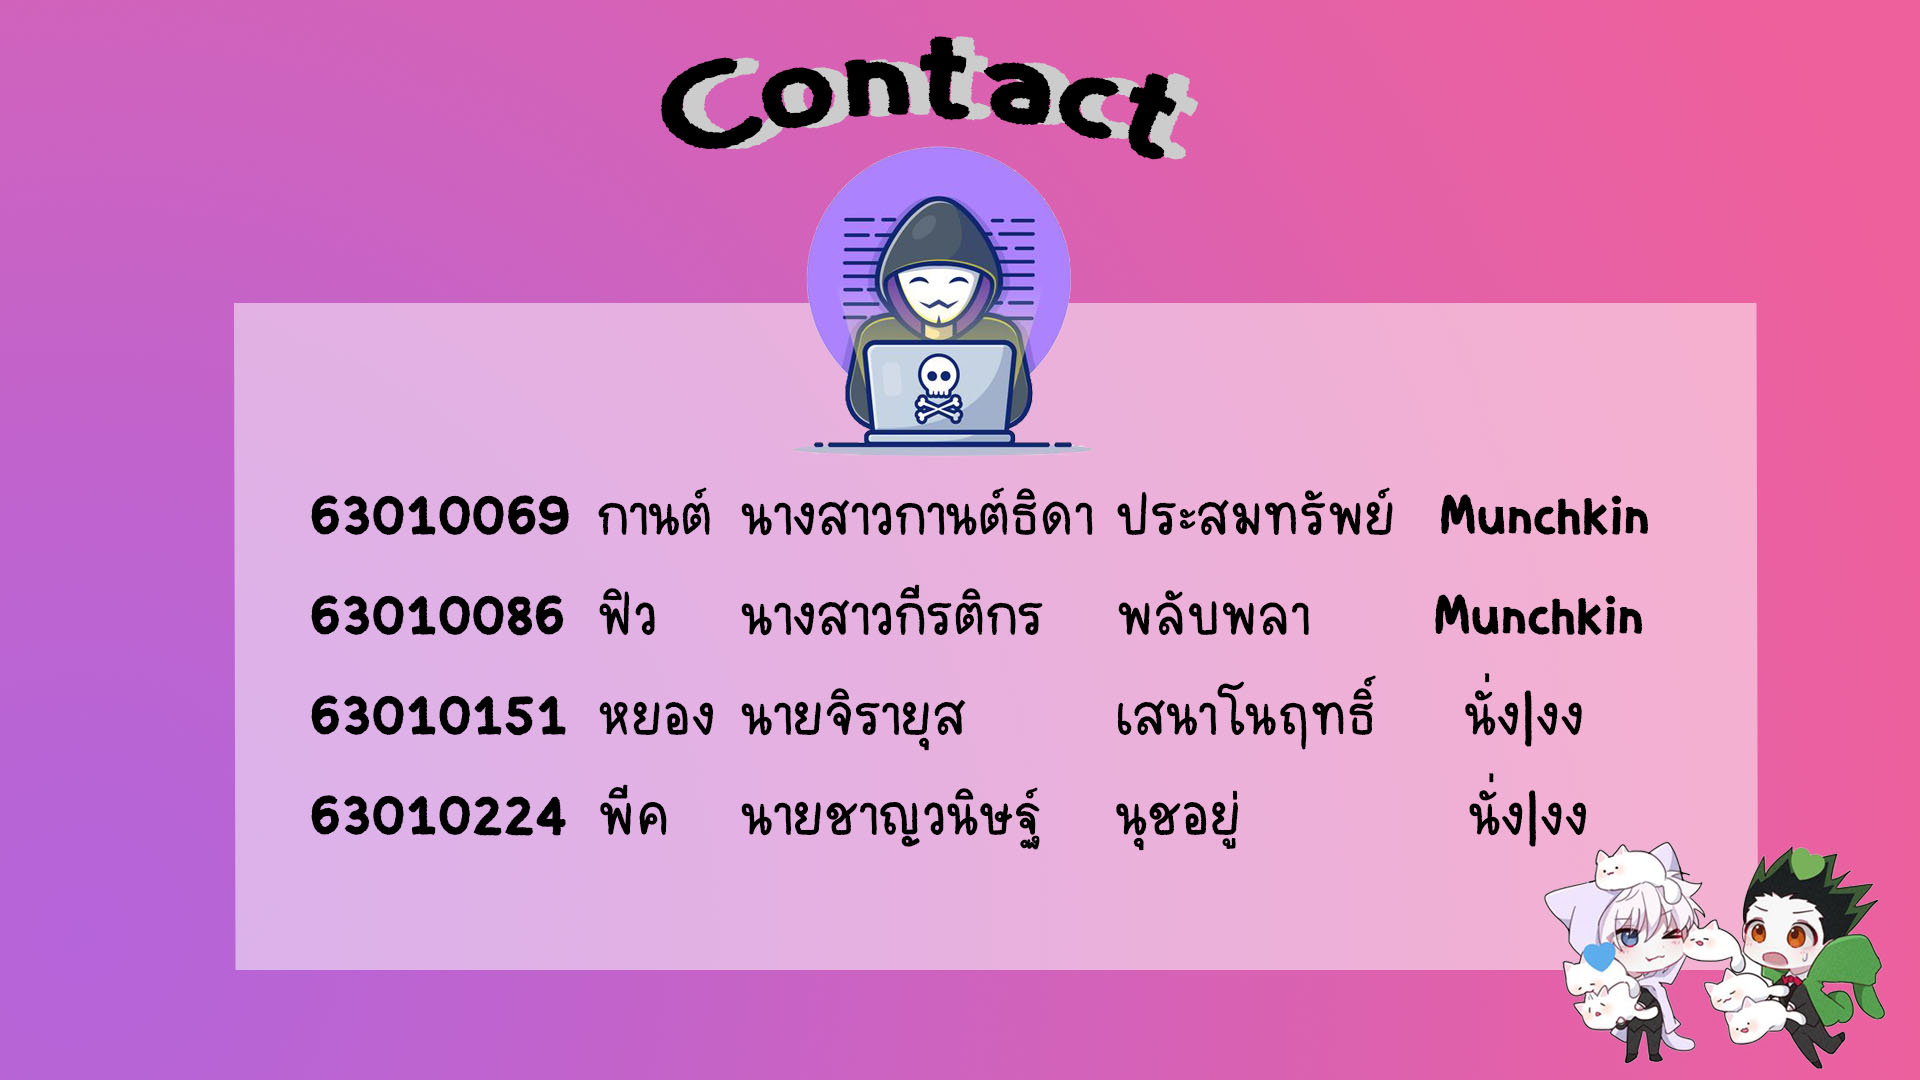 Contact
63010069 กานต์ นางสาวกานต์ธิดา ประสมทรัพย์ Munchkin
63010086 ฟิว นางสาวกีรติกร พลับพลา Munchkin
63010151 หยอง นายจิรายุส เสนาโนฤทธิ์ นั่ง|งง
63010224 พีค นายชาญวนิษฐ์ นุชอยู่ นั่ง|งง